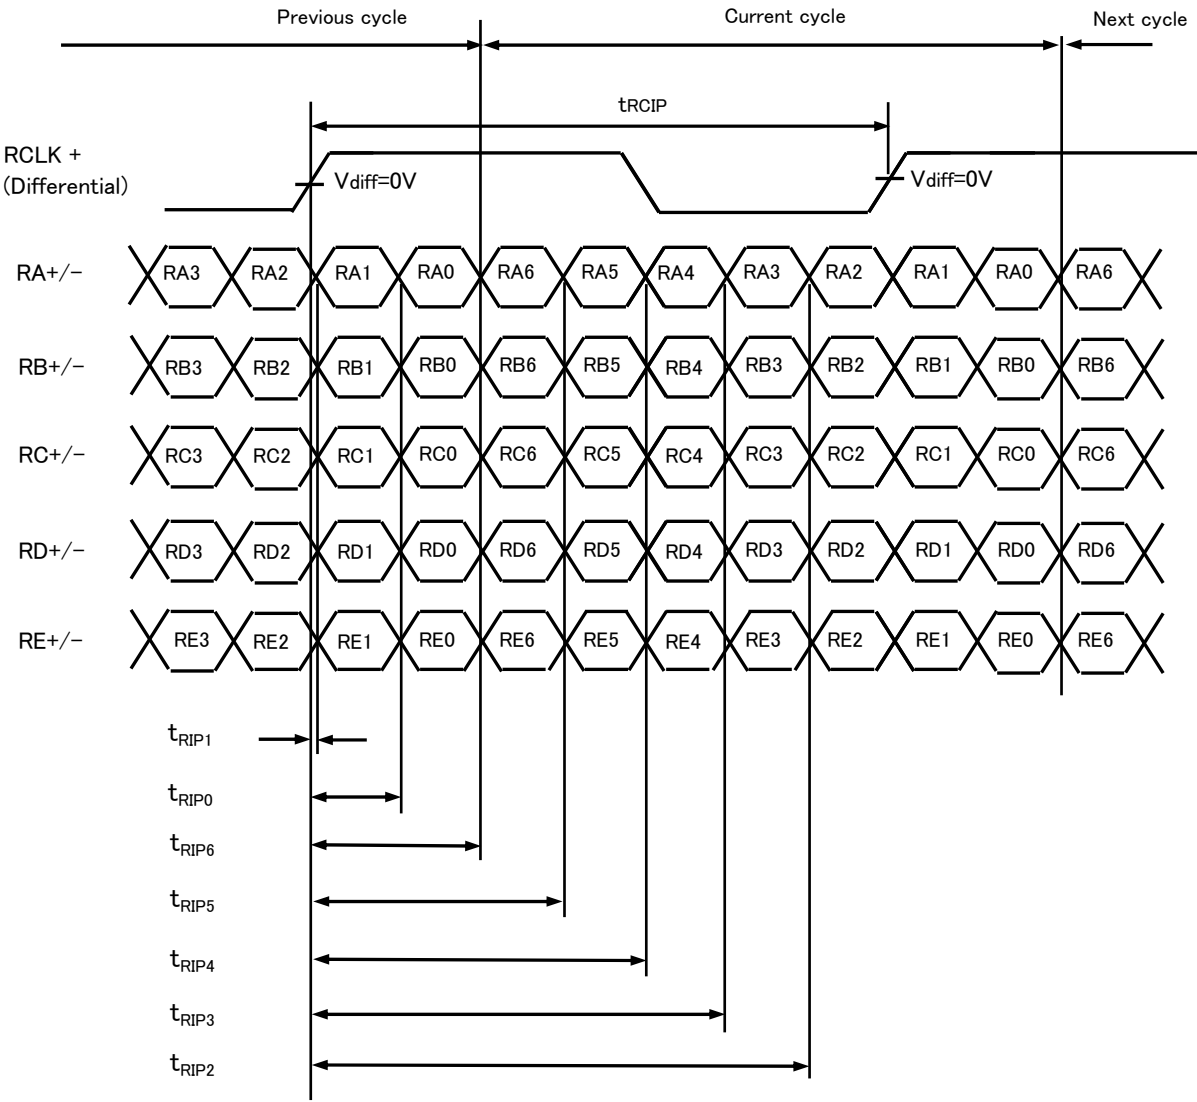 Previous cycle Current cycle Next cycle
tRCIP
RCLK +
(Differential)
Vdiff=0V Vdiff=0V
RA+/- RA3 RA2 RA1 RA0 RA6 RA5 RA4 RA3 RA2 RA1 RA0 RA6
RB+/- RB3 RB2 RB1 RB0 RB6 RB5 RB4 RB3 RB2 RB1 RB0 RB6
RC+/- RC3 RC2 RC1 RC0 RC6 RC5 RC4 RC3 RC2 RC1 RC0 RC6
RD+/- RD3 RD2 RD1 RD0 RD6 RD5 RD4 RD3 RD2 RD1 RD0 RD6
RE+/- RE3 RE2 RE1 RE0 RE6 RE5 RE4 RE3 RE2 RE1 RE0 RE6
tRIP1
tRIP0
tRIP6
tRIP5
tRIP4
tRIP3
tRIP2